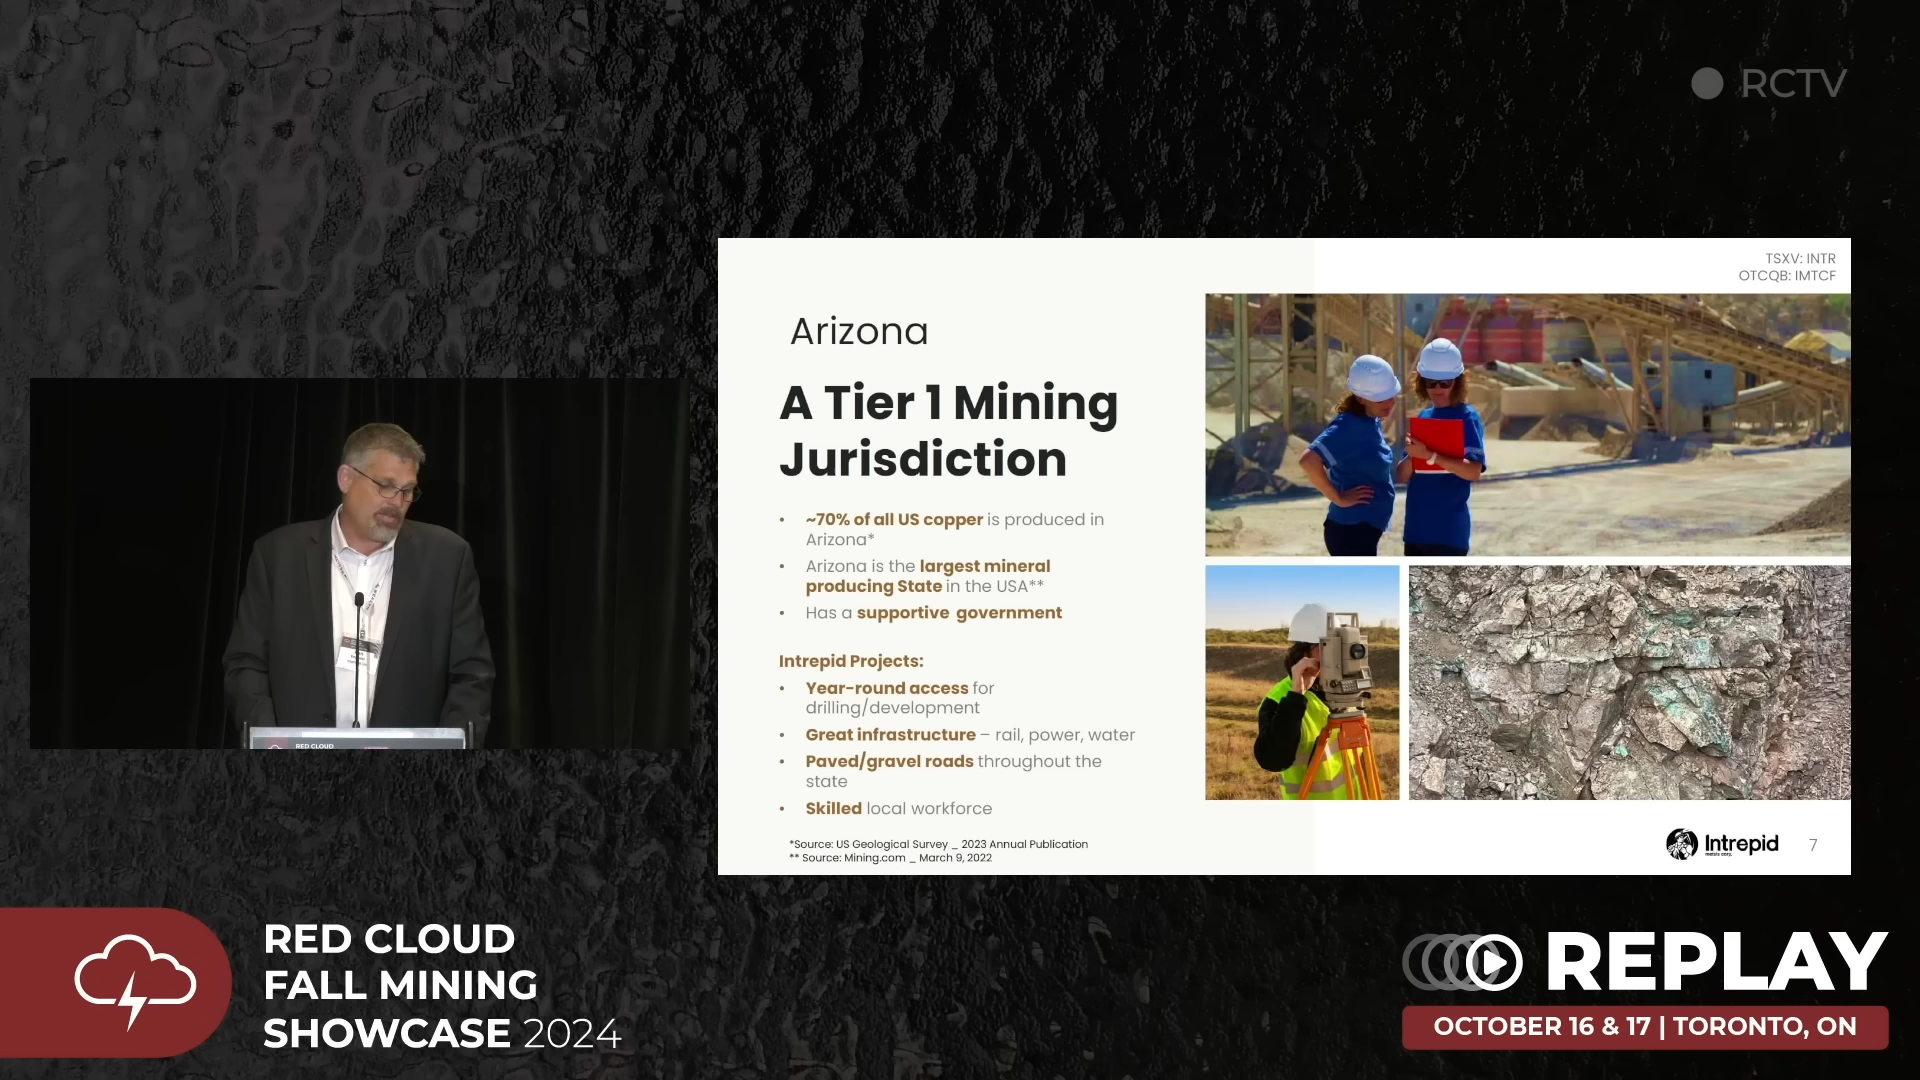 RCTV
TSXV: INTR
OTCQB: IMTCF
Arizona
A Tier 1 Mining
Jurisdiction
• ~70% of all US copper is produced in
Arizona*
• Arizona is the largest mineral
producing State in the USA**
• Has a supportive government
Intrepid Projects:
• Year-round access for
drilling/development
• Great infrastructure – rail, power, water
• Paved/gravel roads throughout the
state
• Skilled local workforce
*Source: US Geological Survey _ 2023 Annual Publication
** Source: Mining.com _ March 9, 2022
Intrepid
metals corp.
7
RED CLOUD
RED CLOUD
FALL MINING
SHOWCASE 2024
REPLAY
OCTOBER 16 & 17 | TORONTO, ON